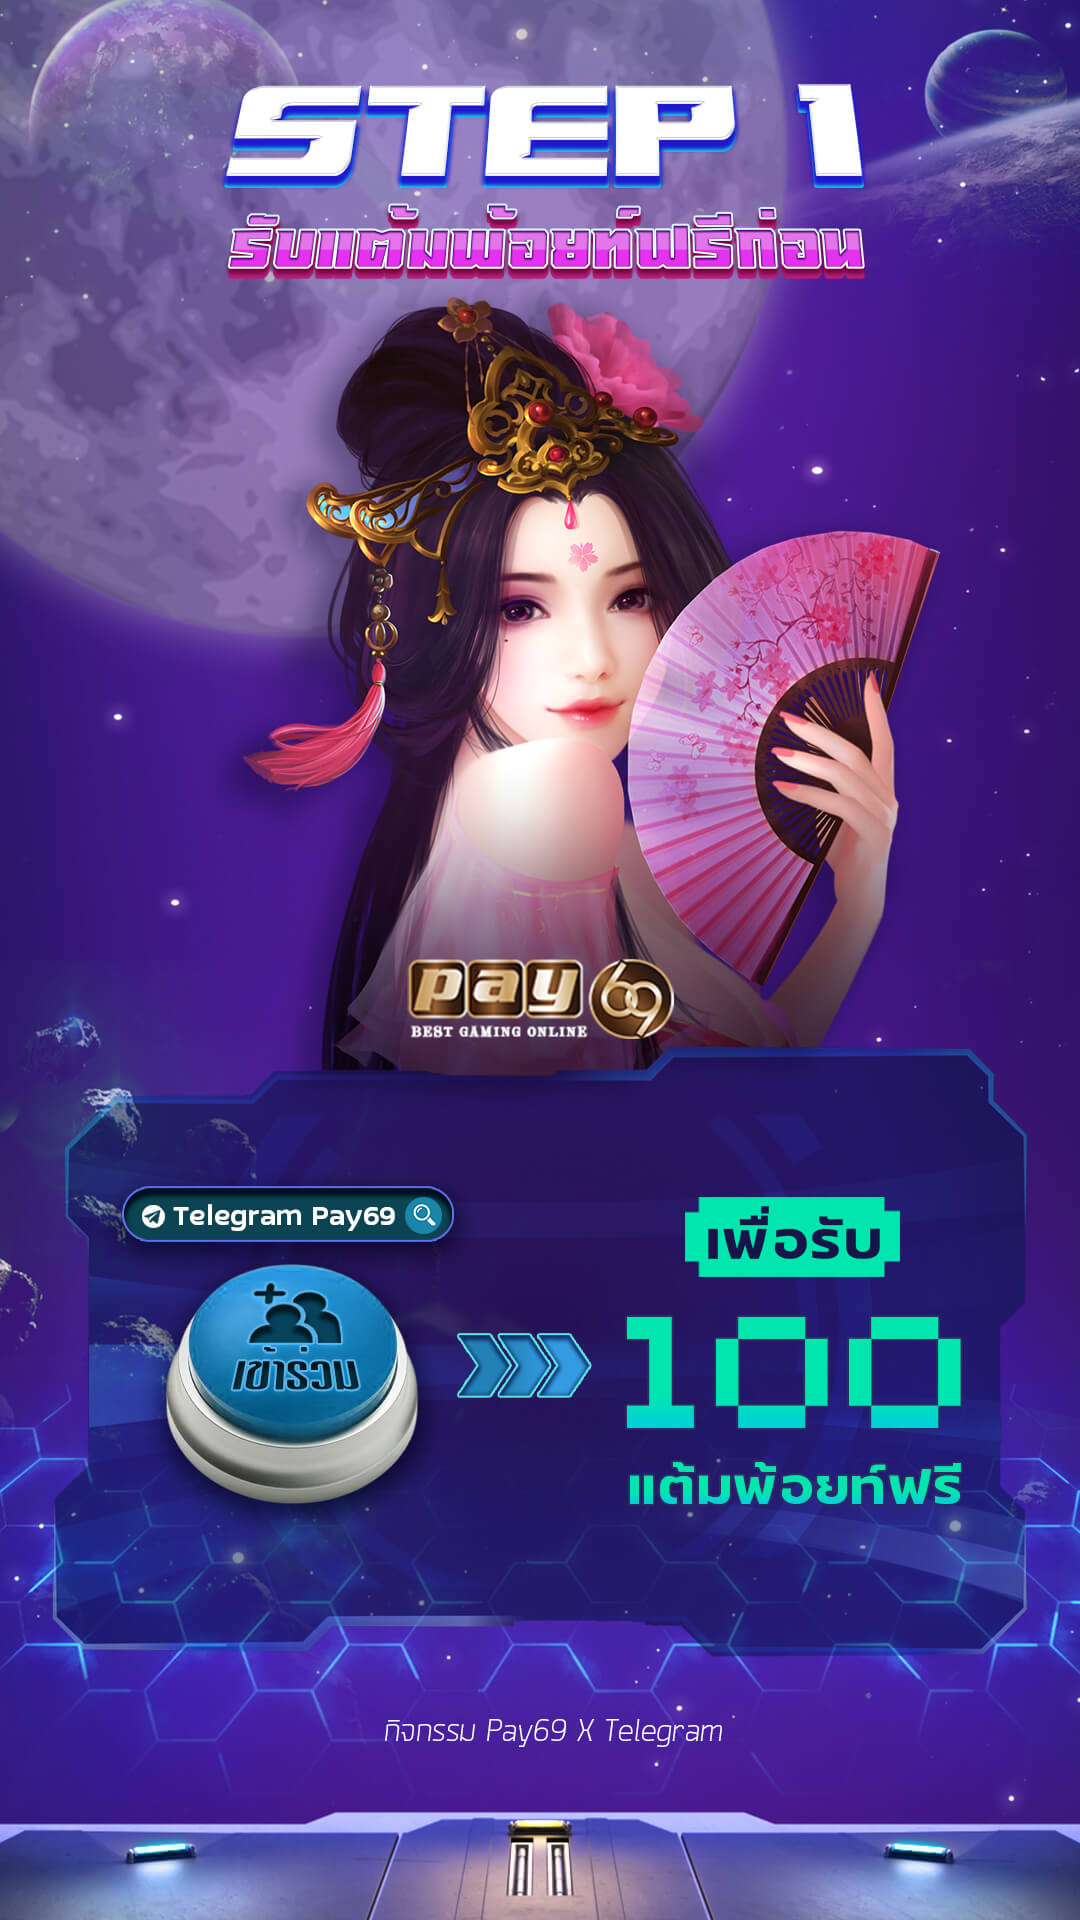 STEP 1
รับแต้มพ้อยท์ฟรีก่อน
pay 69
BEST GAMING ONLINE
Telegram Pay69
เข้าร่วม
เพื่อรับ
100
แต้มพ้อยท์ฟรี
กิจกรรม Pay69 X Telegram